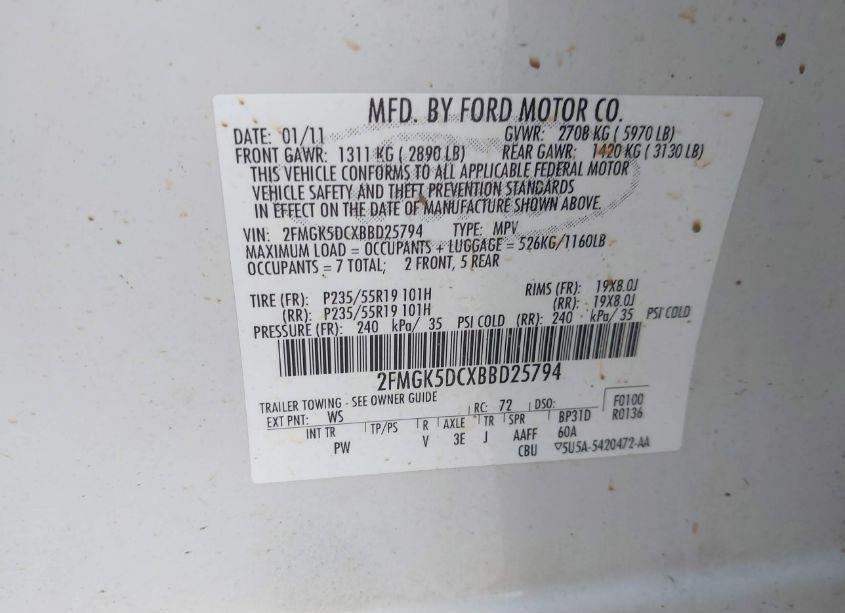 MFD. BY FORD MOTOR CO.
DATE: 01/11 GVWR: 2708 KG ( 5970 LB)
FRONT GAWR: 1311 KG ( 2890 LB) REAR GAWR: 1420 KG ( 3130 LB)
THIS VEHICLE CONFORMS TO ALL APPLICABLE FEDERAL MOTOR
VEHICLE SAFETY AND THEFT PREVENTION STANDARDS
IN EFFECT ON THE DATE OF MANUFACTURE SHOWN ABOVE.
VIN: 2FMGK5DCXBBD25794 TYPE: MPV
MAXIMUM LOAD = OCCUPANTS + LUGGAGE = 526KG/1160LB
OCCUPANTS = 7 TOTAL; 2 FRONT, 5 REAR
TIRE (FR): P235/55R19 101H RIMS (FR): 19X8.0J
(RR): P235/55R19 101H (RR): 19X8.0J
PRESSURE (FR): 240 kPa/ 35 PSI COLD (RR): 240 kPa/ 35 PSI COLD
2FMGK5DCXBBD25794
TRAILER TOWING - SEE OWNER GUIDE
EXT PNT: WS RC: 72 DSO: F0100
INT TR TP/PS R AXLE TR SPR BP31D R0136
PW V 3E J AAFF 60A
CBU 5U5A-5420472-AA